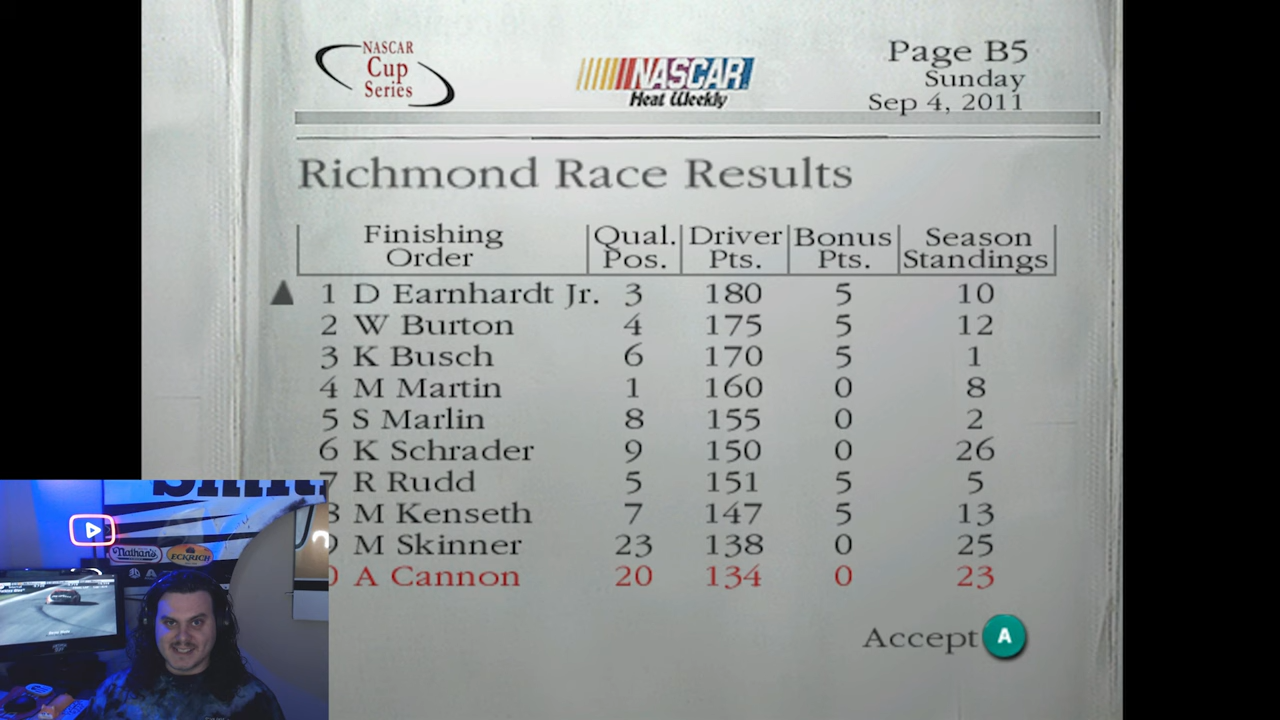 NASCAR
Cup
Series
NASCAR
Heat Weekly
Page B5
Sunday
Sep 4, 2011
Richmond Race Results
Finishing Order Qual. Pos. Driver Pts. Bonus Pts. Season Standings
1 D Earnhardt Jr. 3 180 5 10
2 W Burton 4 175 5 12
3 K Busch 6 170 5 1
4 M Martin 1 160 0 8
5 S Marlin 8 155 0 2
6 K Schrader 9 150 0 26
7 R Rudd 5 151 5 5
8 M Kenseth 7 147 5 13
9 M Skinner 23 138 0 25
0 A Cannon 20 134 0 23
Accept A
Nathan's
ECKRICH